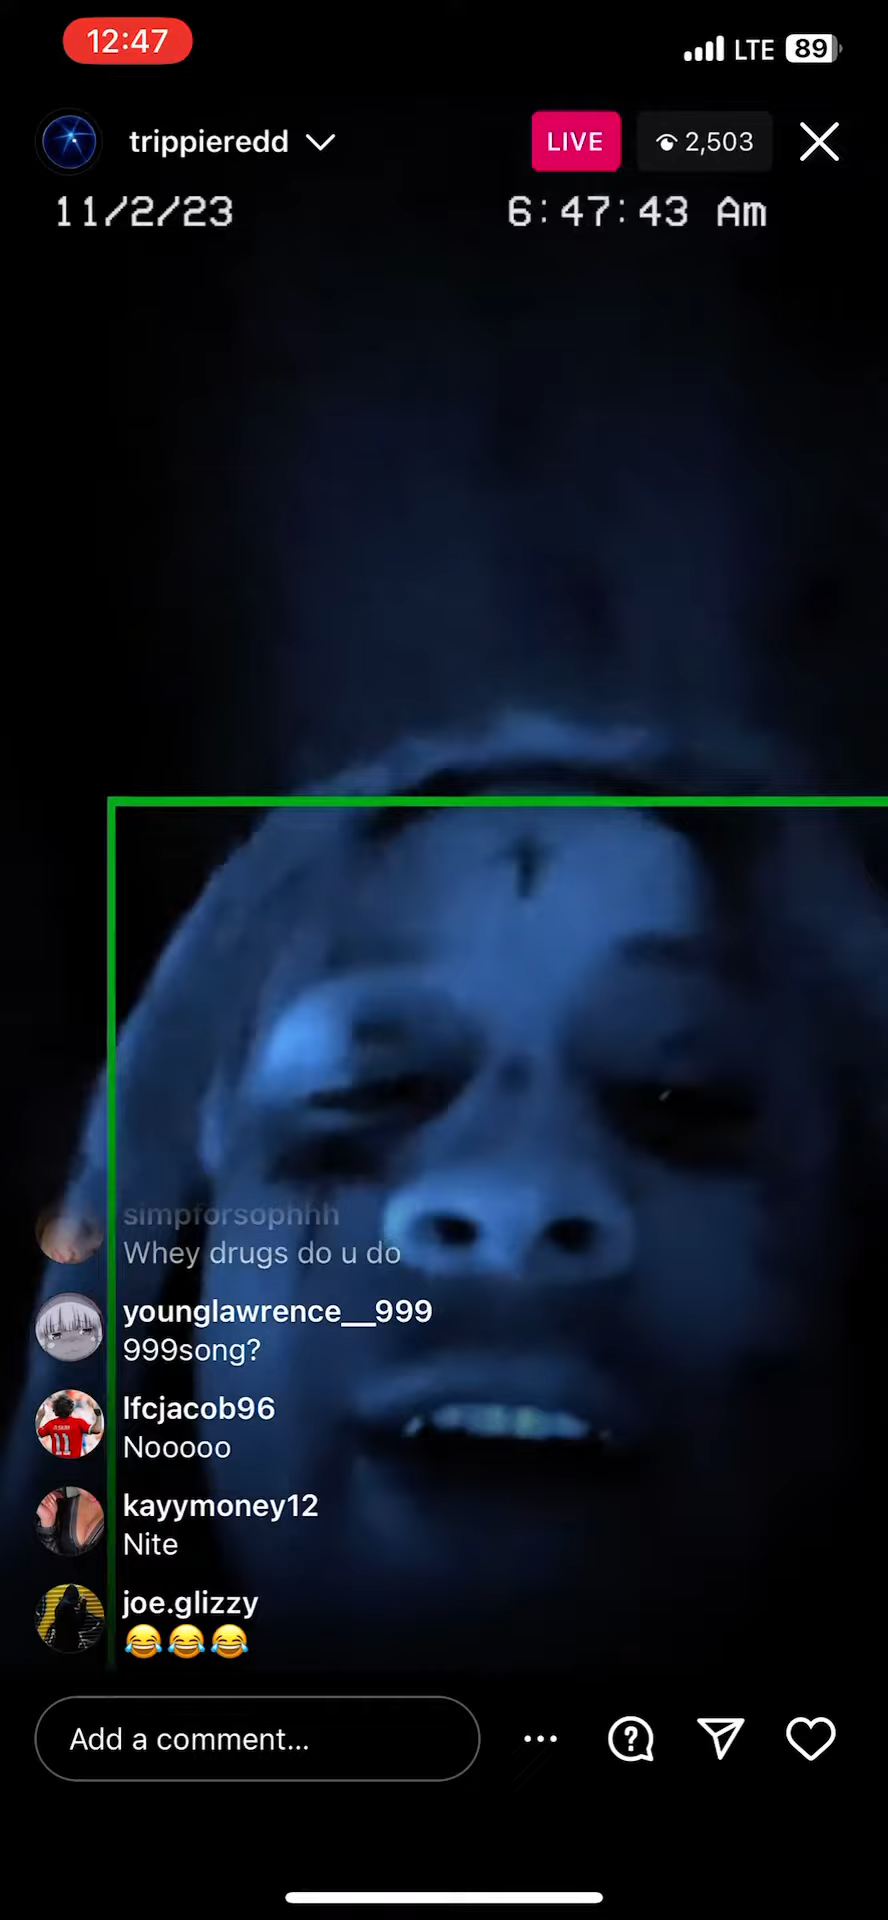 12:47
LTE 89
trippieredd LIVE 2,503
11/2/23 6:47:43 Am
simpforsophhh
Whey drugs do u do
younglawrence__999
999song?
lfcjacob96
Nooooo
kayymoney12
Nite
joe.glizzy
😂😂😂
Add a comment...